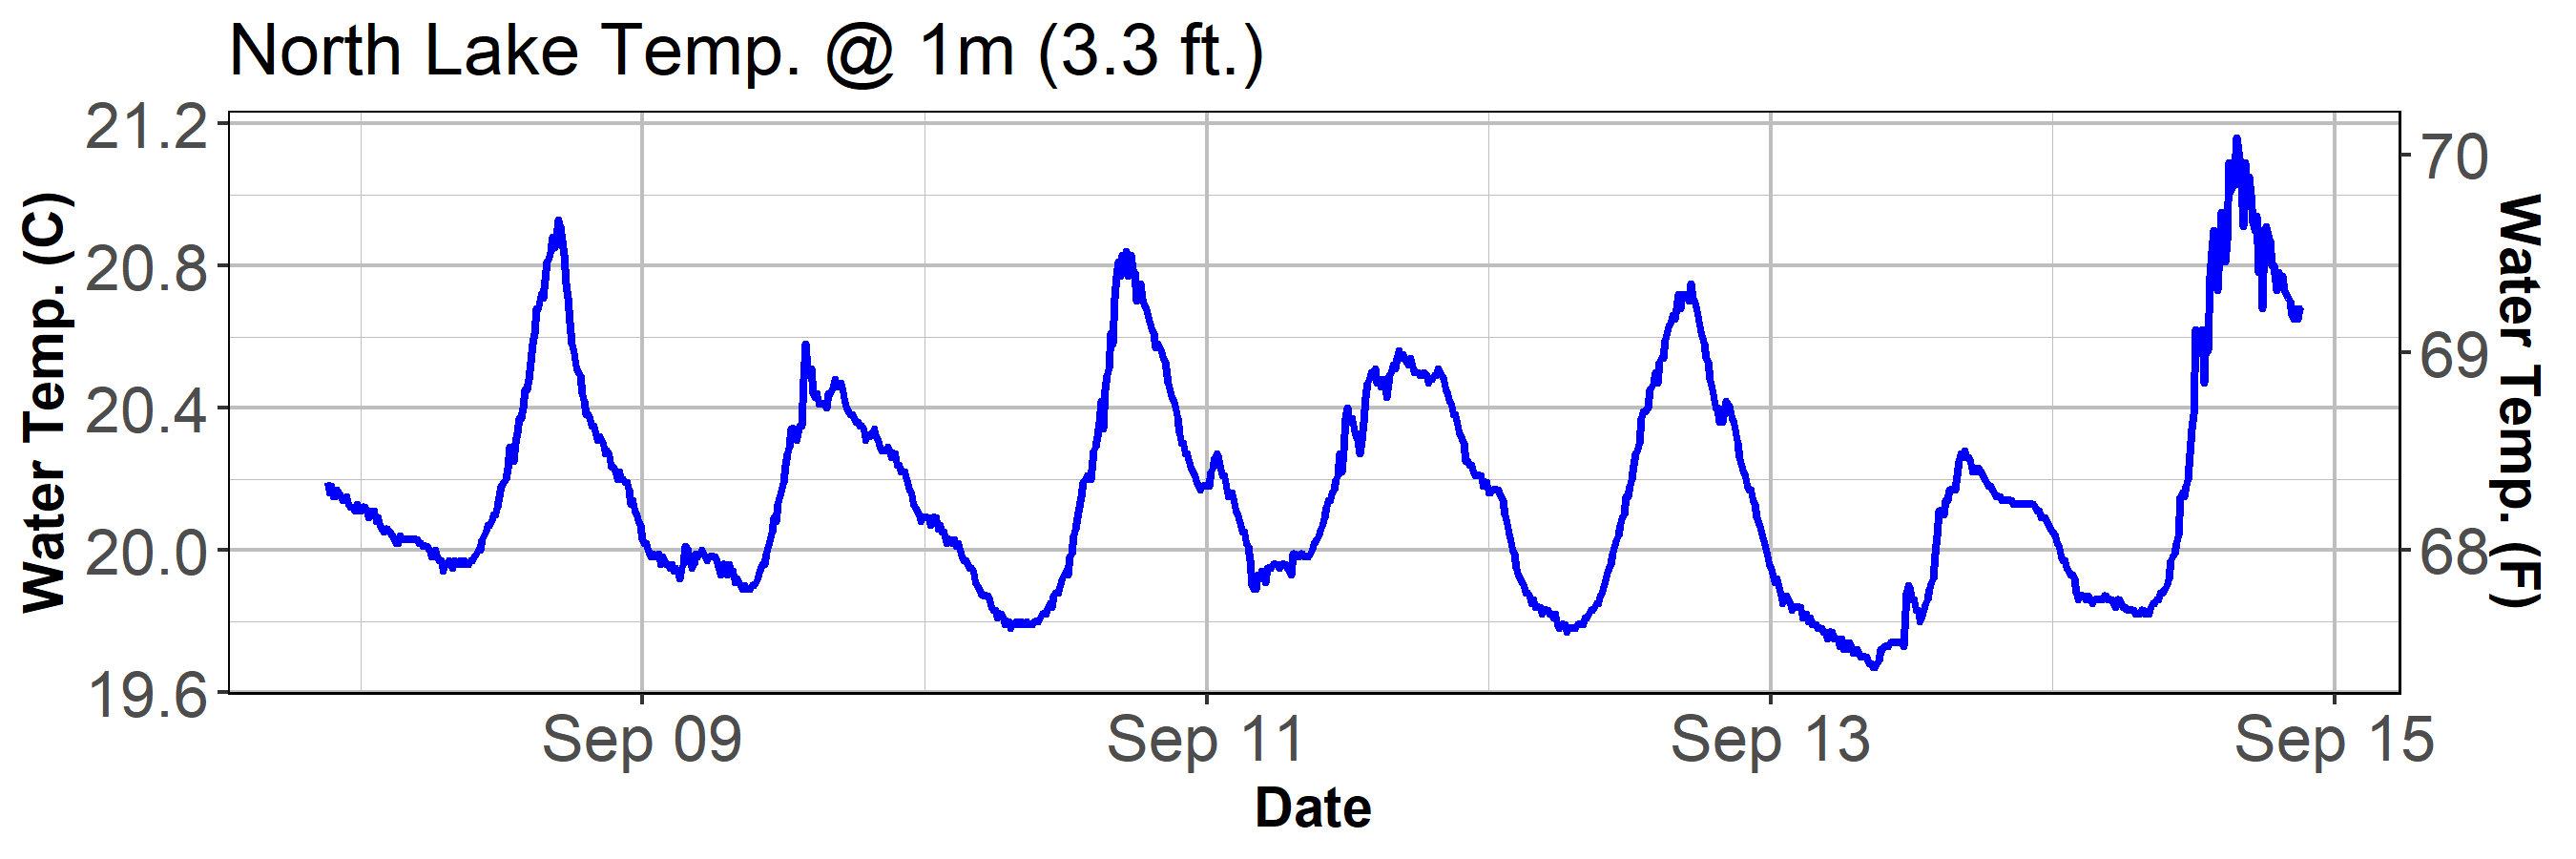 North Lake Temp. @ 1m (3.3 ft.)
Water Temp. (C)
21.2
20.8
20.4
20.0
19.6
70
69
68
Water Temp. (F)
Sep 09 Sep 11 Sep 13 Sep 15
Date